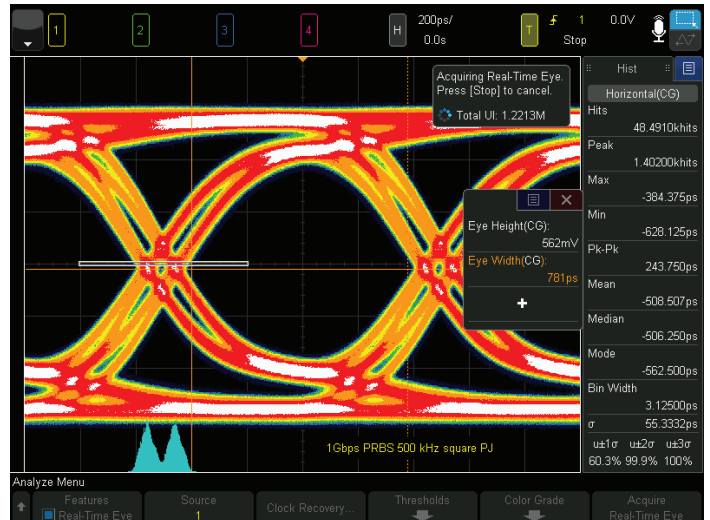 1
2
3
4
H
200ps/
0.0s
T
1
0.0V
Stop
Acquiring Real-Time Eye.
Press [Stop] to cancel.
Total UI: 1.2213M
Eye Height(CG):
562mV
Eye Width(CG):
781ps
+
Hist
Horizontal(CG)
Hits
48.4910khits
Peak
1.40200khits
Max
-384.375ps
Min
-628.125ps
Pk-Pk
243.750ps
Mean
-508.507ps
Median
-506.250ps
Mode
-562.500ps
Bin Width
3.12500ps
σ
55.3332ps
u±1σ u±2σ u±3σ
60.3% 99.9% 100%
1Gbps PRBS 500 kHz square PJ
Analyze Menu
Features
Real-Time Eye
Source
1
Clock Recovery...
Thresholds
Color Grade
Acquire
Real-Time Eye